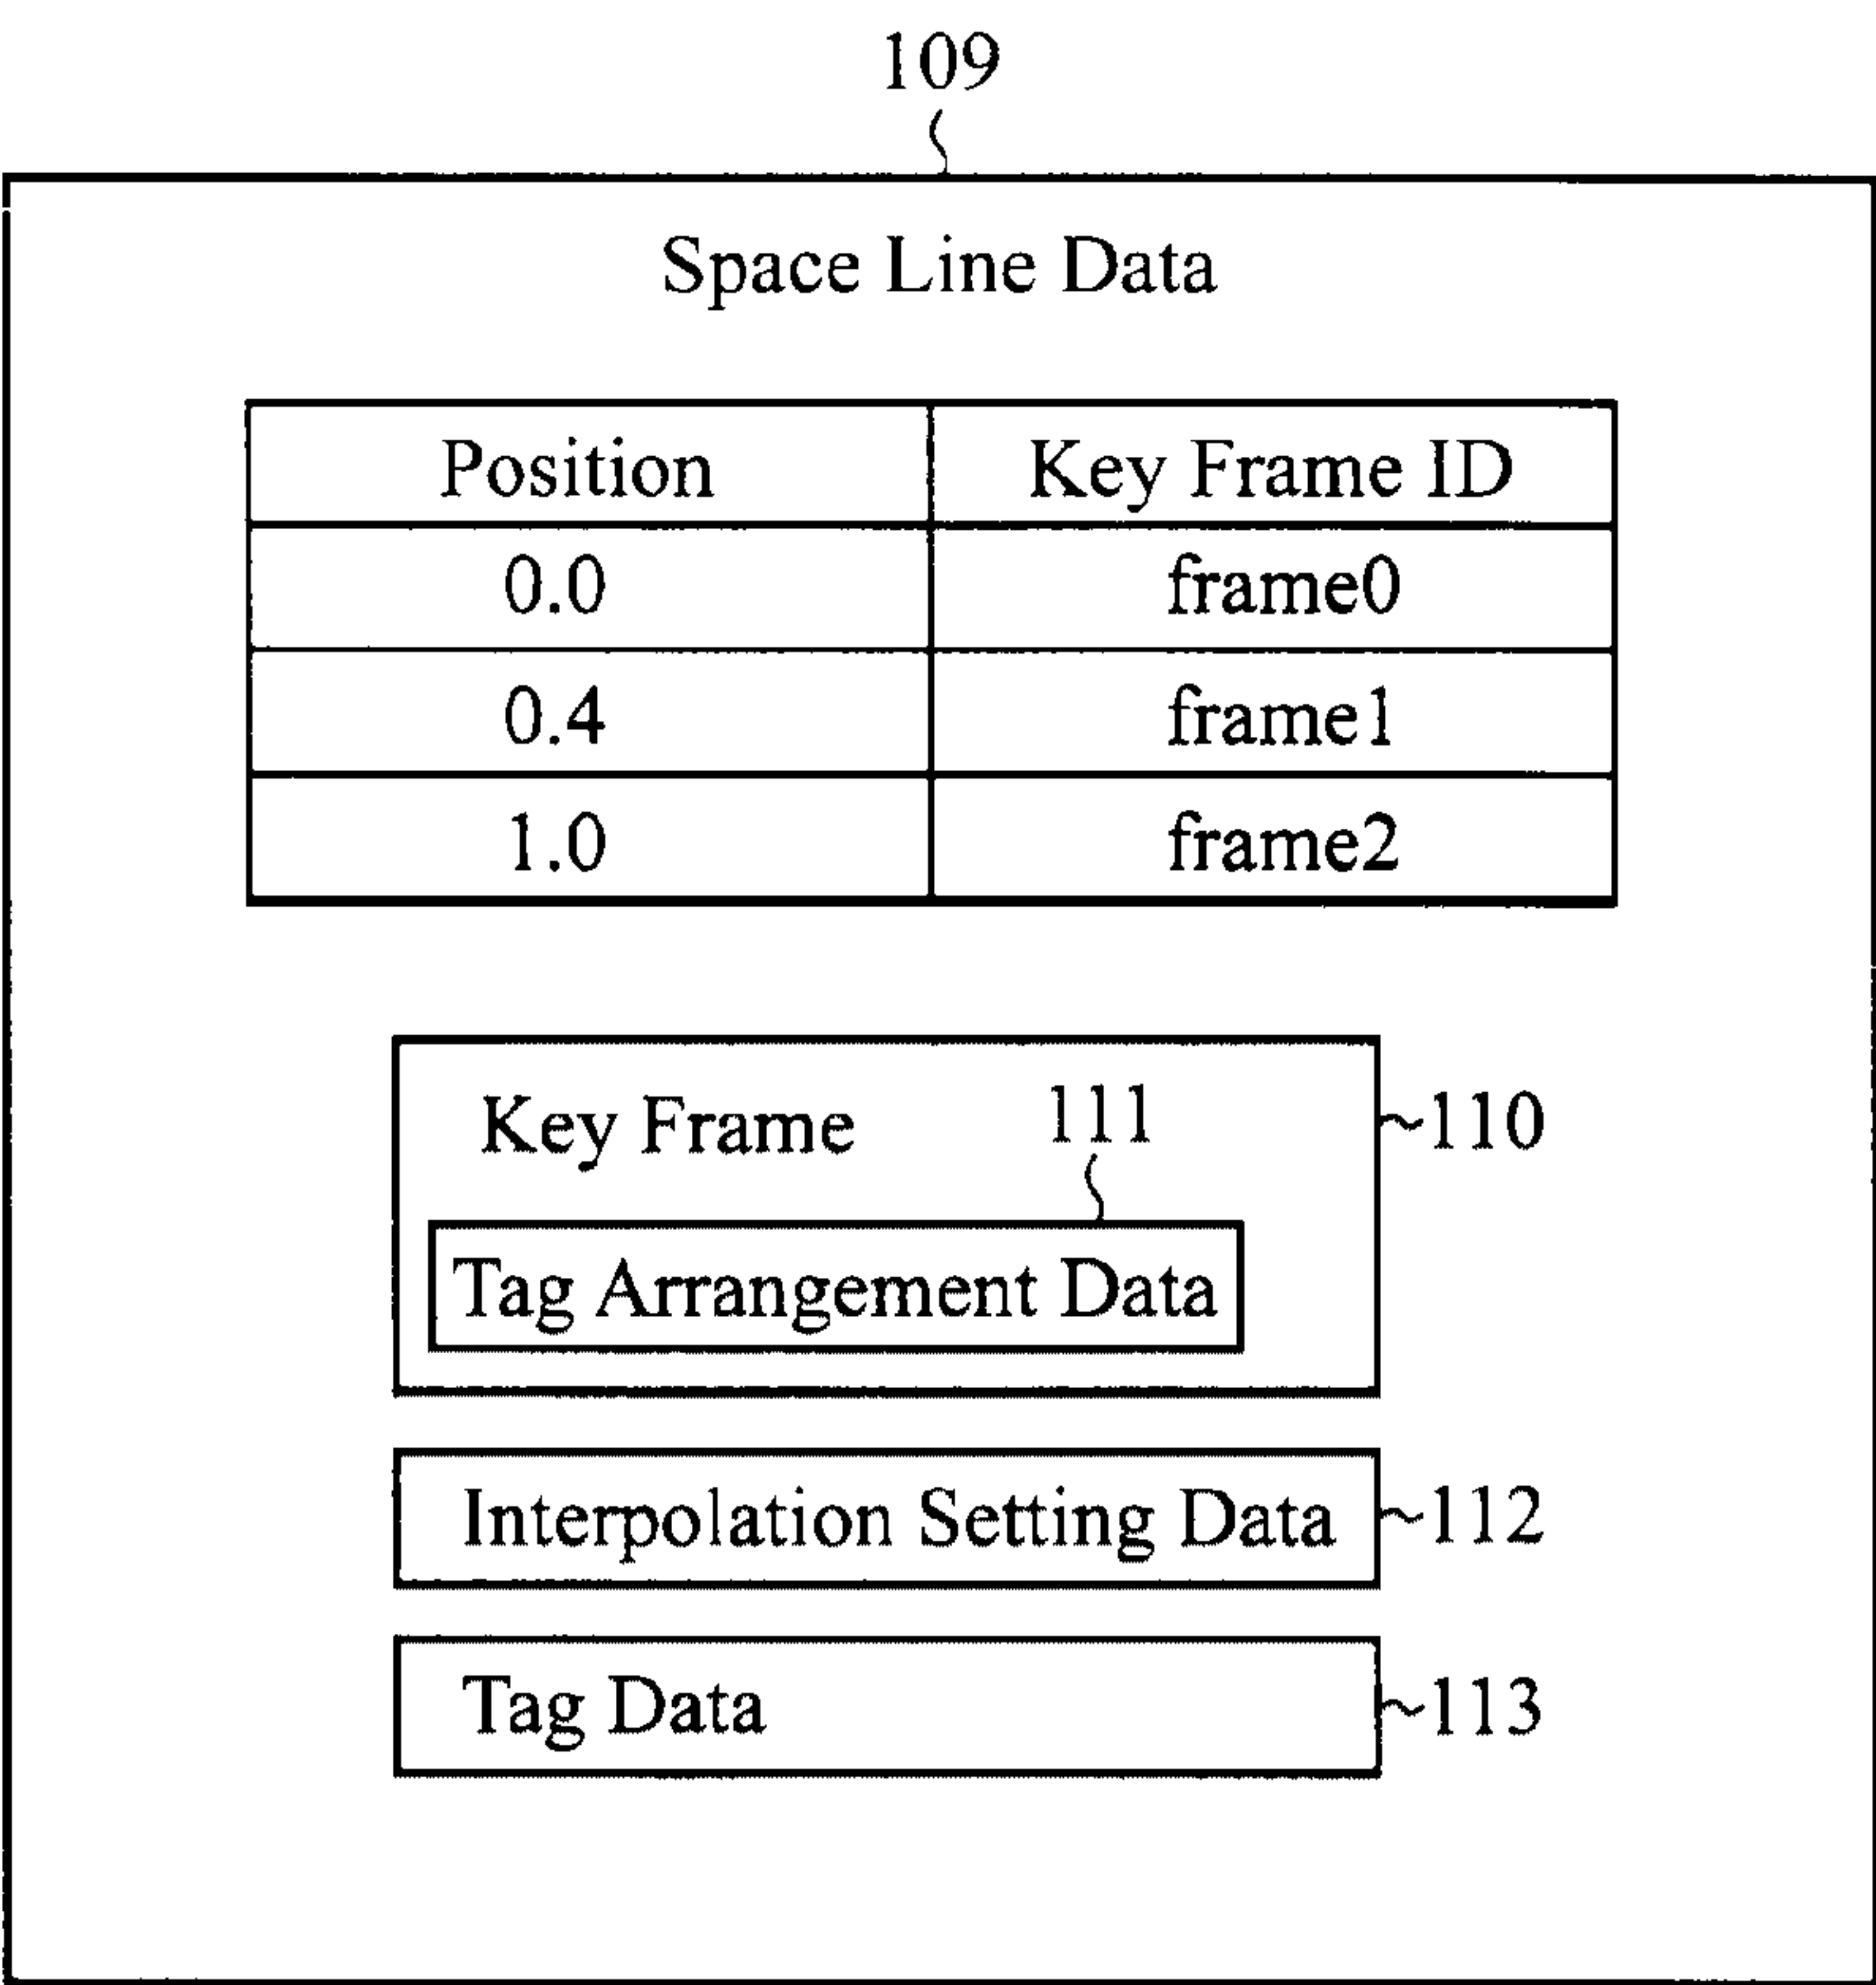 109
Space Line Data
Position Key Frame ID
0.0 frame0
0.4 frame1
1.0 frame2
Key Frame 111 110
Tag Arrangement Data
Interpolation Setting Data 112
Tag Data 113